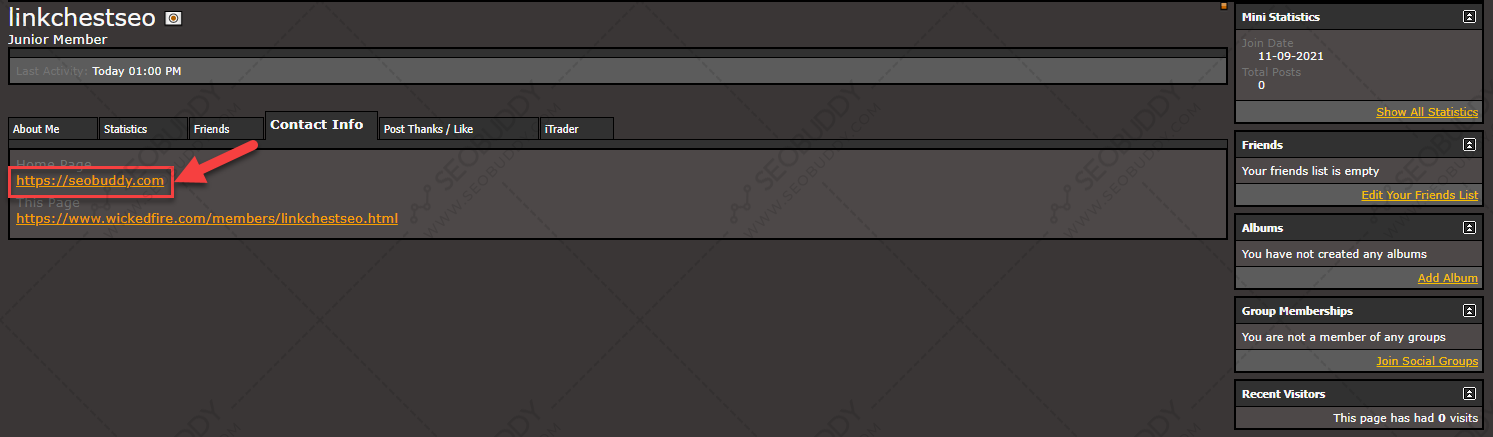 linkchestseo
Junior Member
Last Activity: Today 01:00 PM
About Me
Statistics
Friends
Contact Info
Post Thanks / Like
iTrader
Home Page
https://seobuddy.com
This Page
https://www.wickedfire.com/members/linkchestseo.html
Mini Statistics
Join Date
11-09-2021
Total Posts
0
Show All Statistics
Friends
Your friends list is empty
Edit Your Friends List
Albums
You have not created any albums
Add Album
Group Memberships
You are not a member of any groups
Join Social Groups
Recent Visitors
This page has had 0 visits
SEOBUDDY
WWW.SEOBUDDY.COM